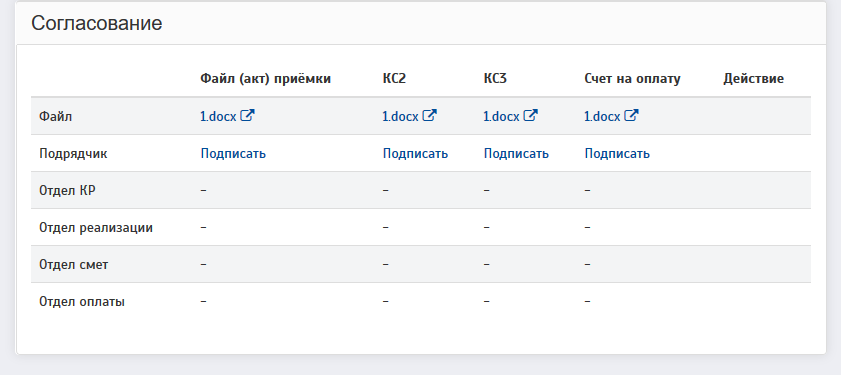 Согласование
Файл (акт) приёмки КС2 КС3 Счет на оплату Действие
Файл 1.docx 1.docx 1.docx 1.docx
Подрядчик Подписать Подписать Подписать Подписать
Отдел КР – – – –
Отдел реализации – – – –
Отдел смет – – – –
Отдел оплаты – – – –